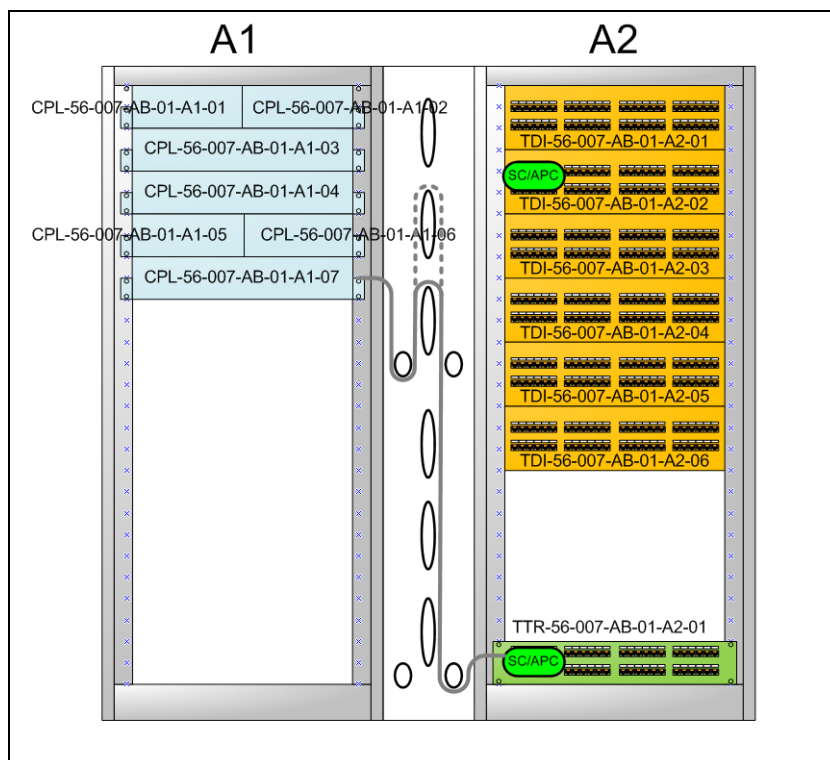 A1
A2
CPL-56-007-AB-01-A1-01
CPL-56-007-AB-01-A1-02
CPL-56-007-AB-01-A1-03
CPL-56-007-AB-01-A1-04
CPL-56-007-AB-01-A1-05
CPL-56-007-AB-01-A1-06
CPL-56-007-AB-01-A1-07
TDI-56-007-AB-01-A2-01
SC/APC
TDI-56-007-AB-01-A2-02
TDI-56-007-AB-01-A2-03
TDI-56-007-AB-01-A2-04
TDI-56-007-AB-01-A2-05
TDI-56-007-AB-01-A2-06
TTR-56-007-AB-01-A2-01
SC/APC